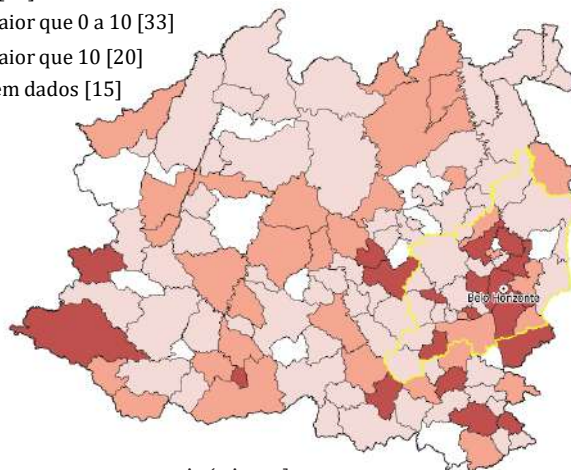 aior que 0 a 10 [33]
aior que 10 [20]
em dados [15]
Belo Horizonte